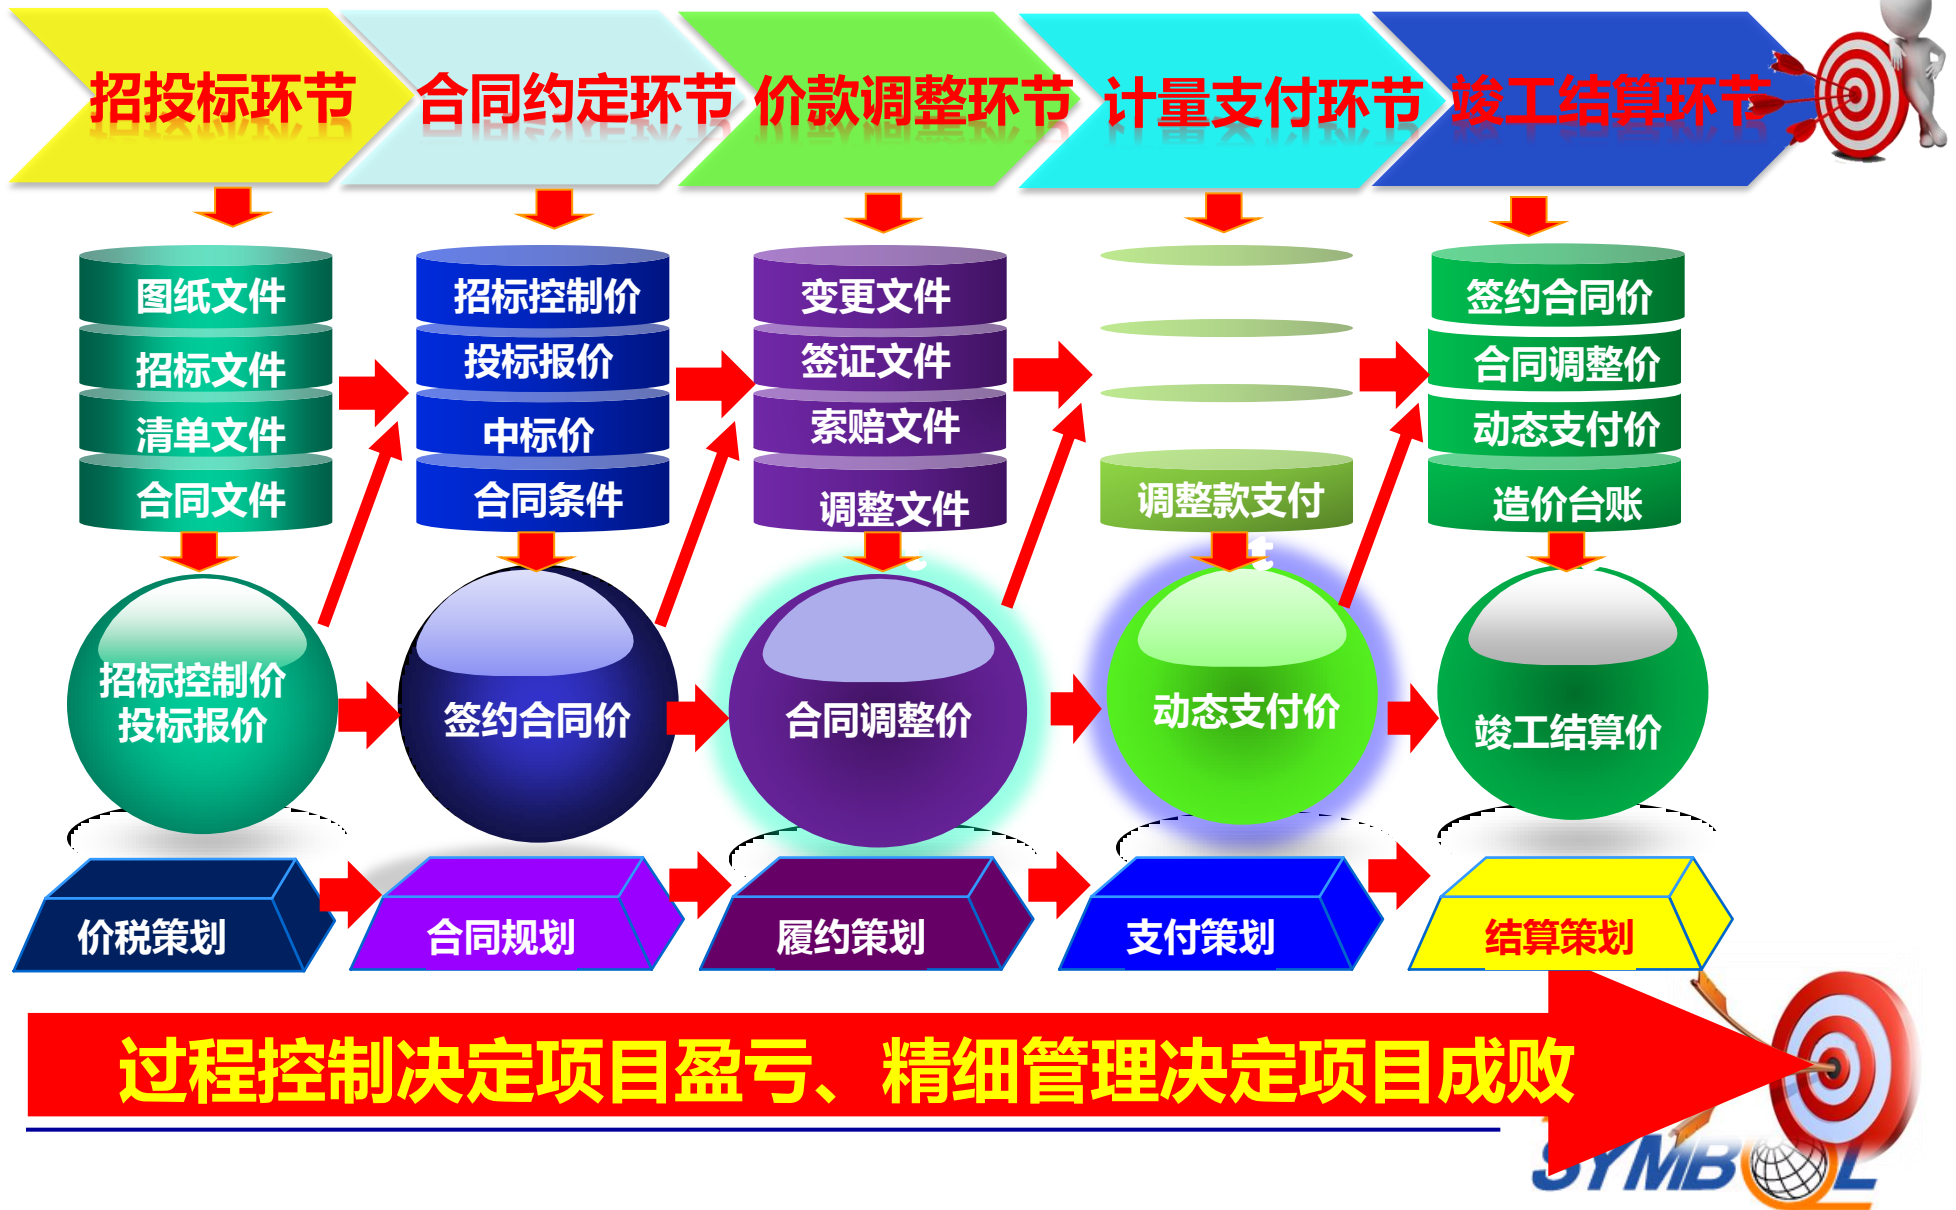 招投标环节
合同约定环节
价款调整环节
计量支付环节
竣工结算环节
图纸文件
招标文件
清单文件
合同文件
招标控制价
投标报价
中标价
合同条件
变更文件
签证文件
索赔文件
调整文件
调整款支付
签约合同价
合同调整价
动态支付价
造价台账
招标控制价
投标报价
签约合同价
合同调整价
动态支付价
竣工结算价
价税策划
合同规划
履约策划
支付策划
结算策划
过程控制决定项目盈亏、精细管理决定项目成败
SYMBOL